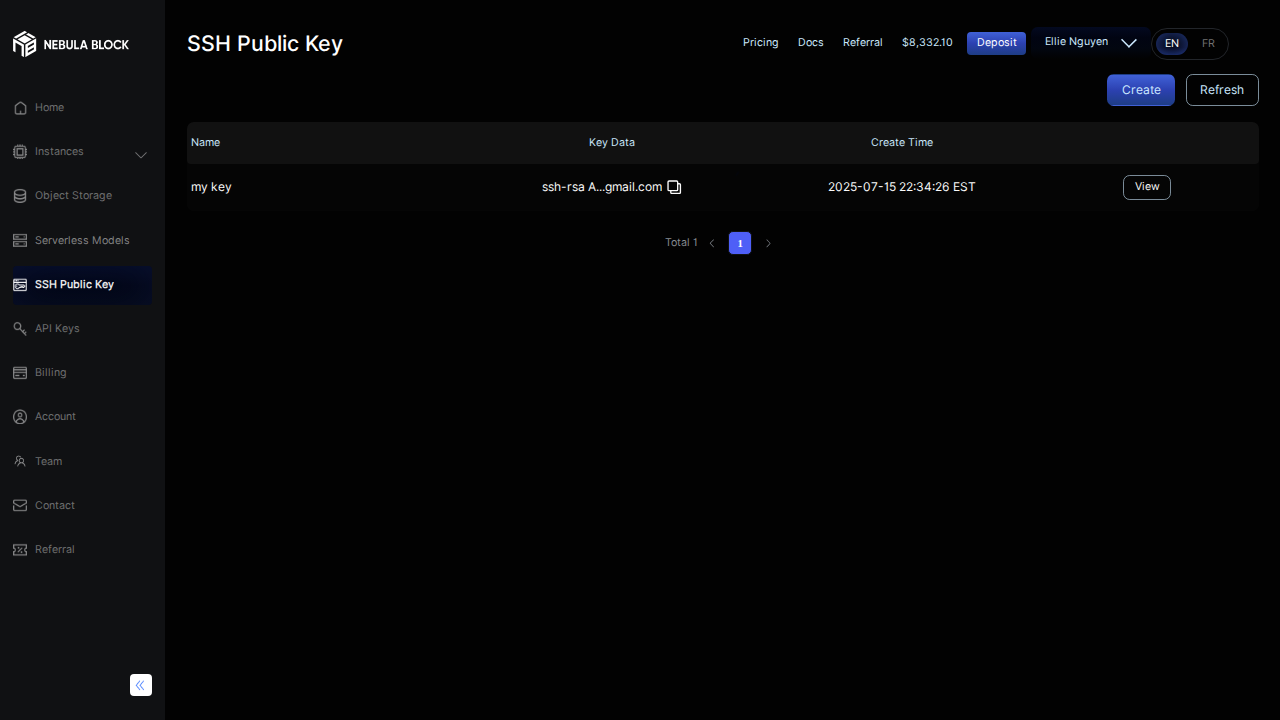 NEBULA BLOCK
Home
Instances
Object Storage
Serverless Models
SSH Public Key
API Keys
Billing
Account
Team
Contact
Referral
SSH Public Key
Pricing Docs Referral $8,332.10 Deposit Ellie Nguyen EN FR
Create Refresh
Name Key Data Create Time
my key ssh-rsa A...gmail.com 2025-07-15 22:34:26 EST View
Total 1 1